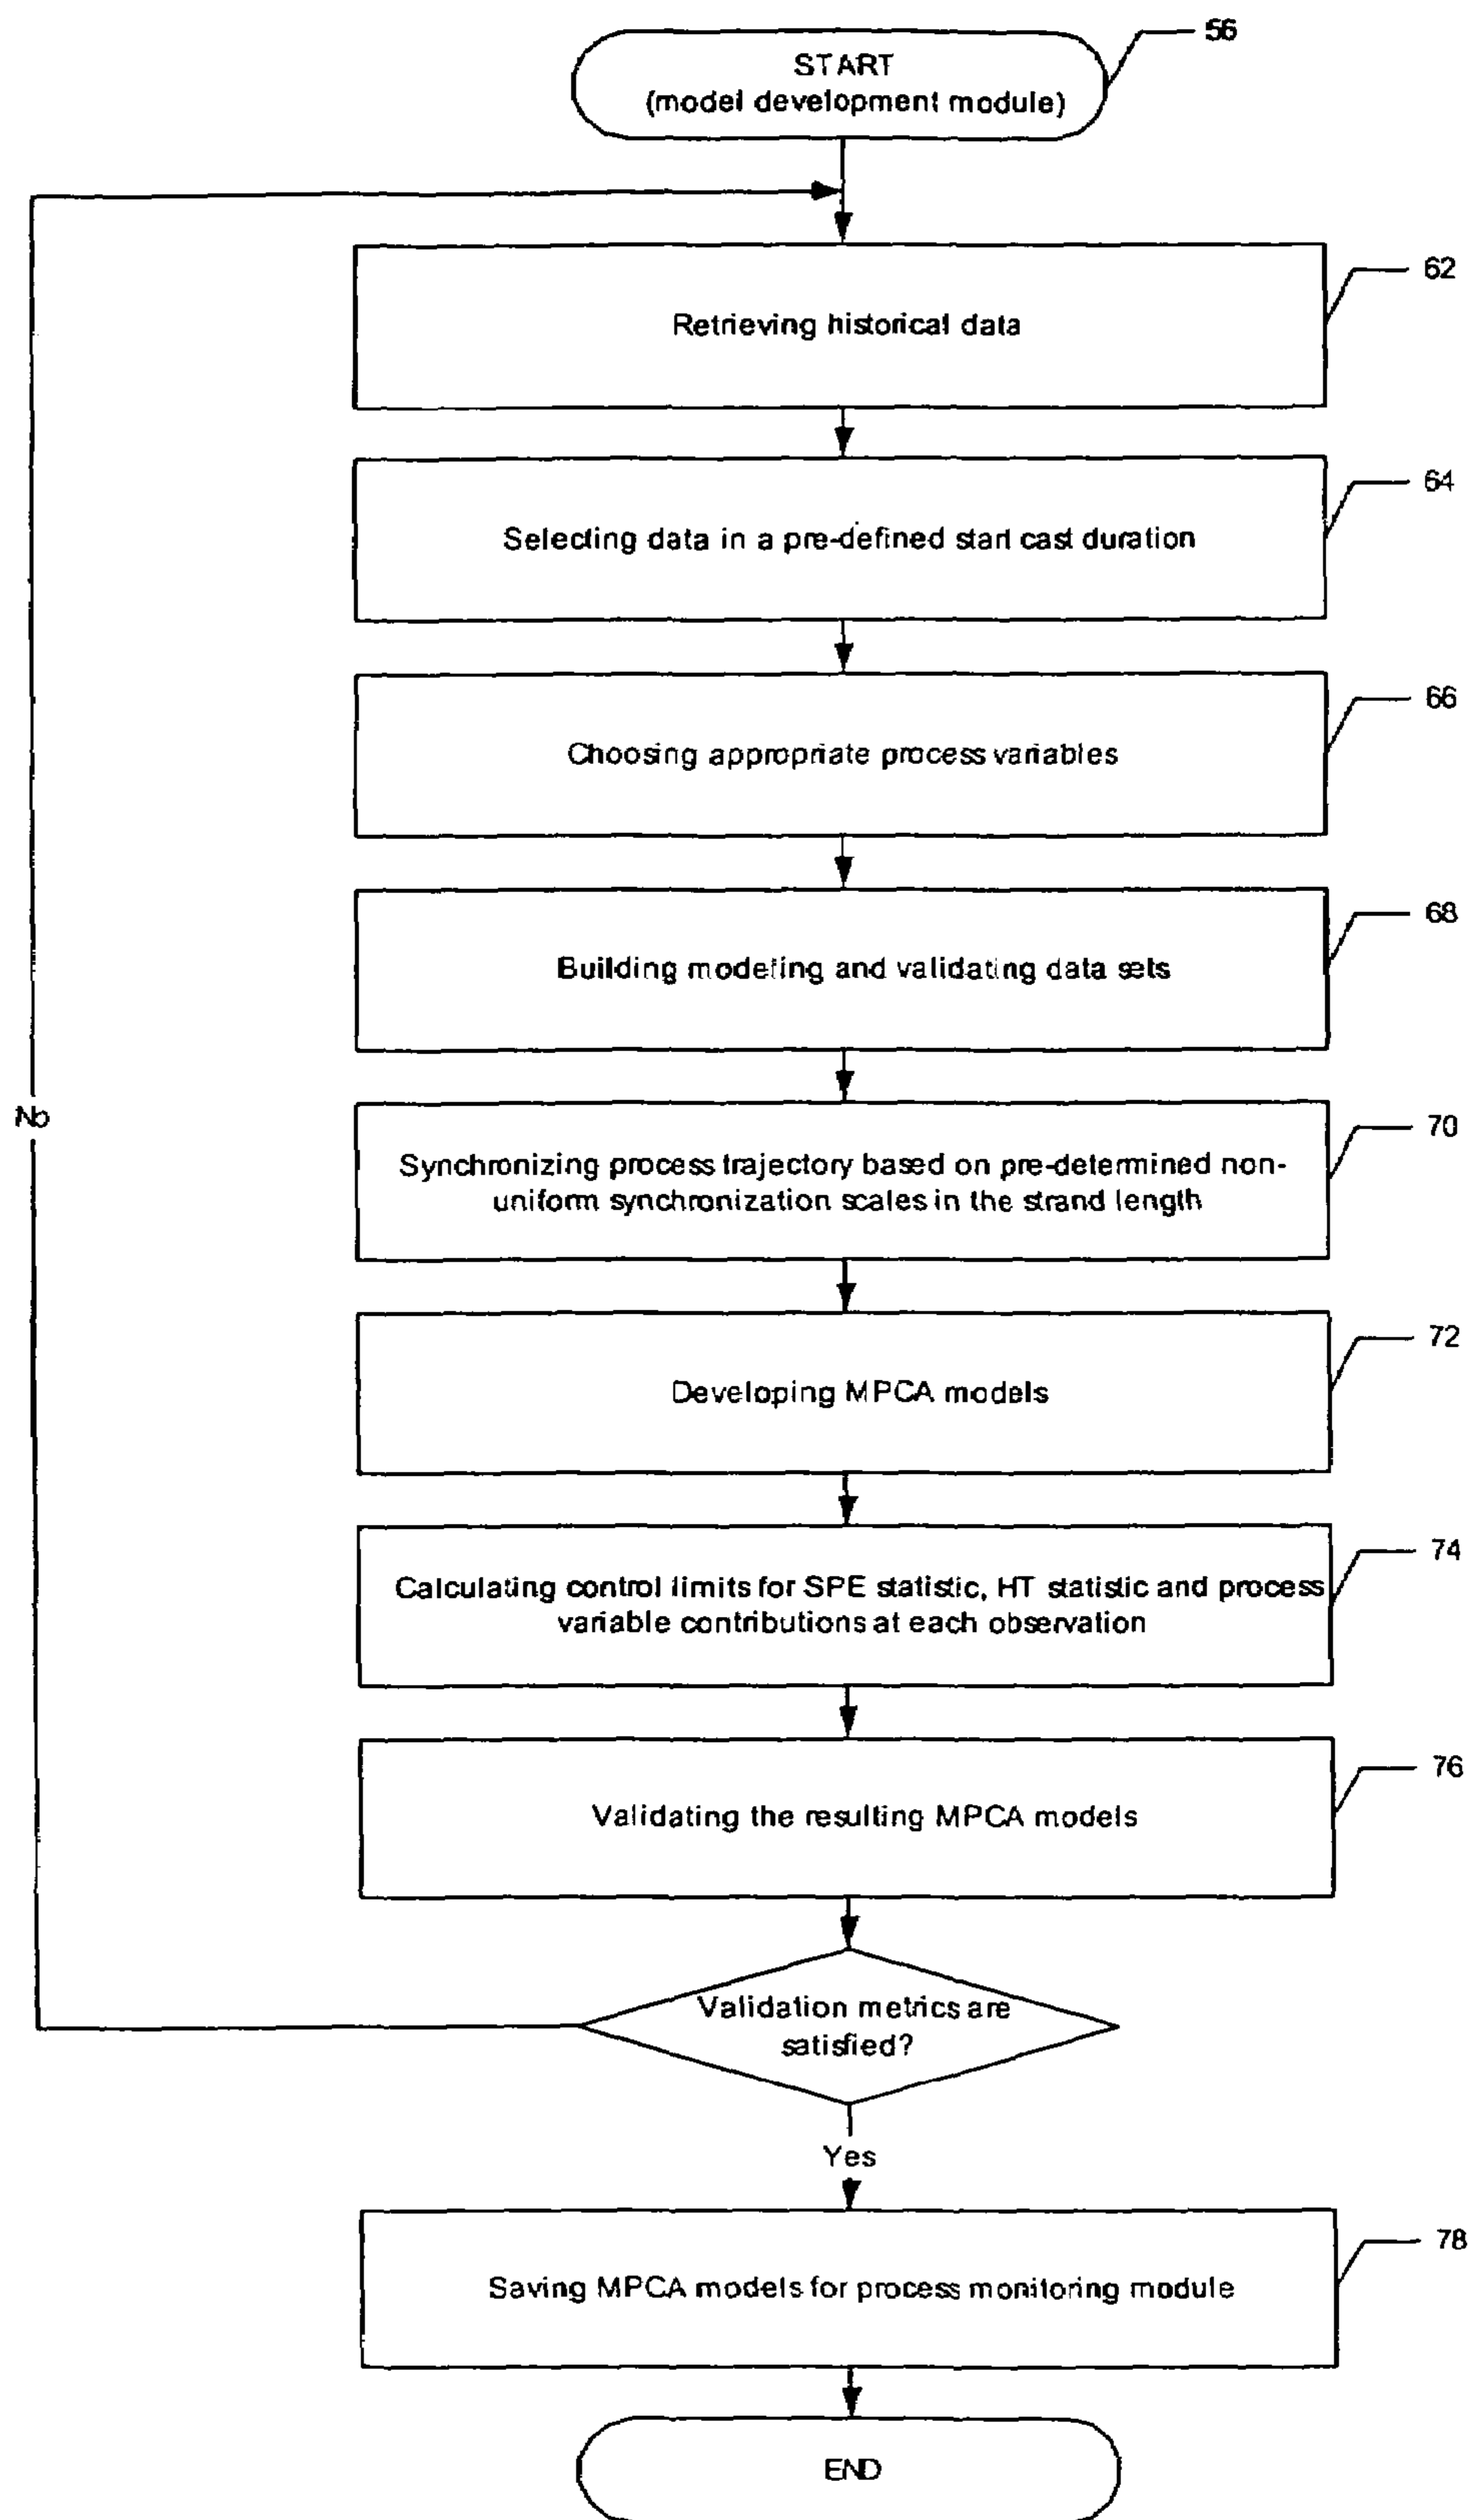 START
(model development module)
56
Retrieving historical data
62
Selecting data in a pre-defined start cast duration
64
Choosing appropriate process variables
66
Building modeling and validating data sets
68
No
Synchronizing process trajectory based on pre-determined non-
uniform synchronization scales in the strand length
70
Developing MPCA models
72
Calculating control limits for SPE statistic, HT statistic and process
variable contributions at each observation
74
Validating the resulting MPCA models
76
Validation metrics are
satisfied?
Yes
Saving MPCA models for process monitoring module
78
END